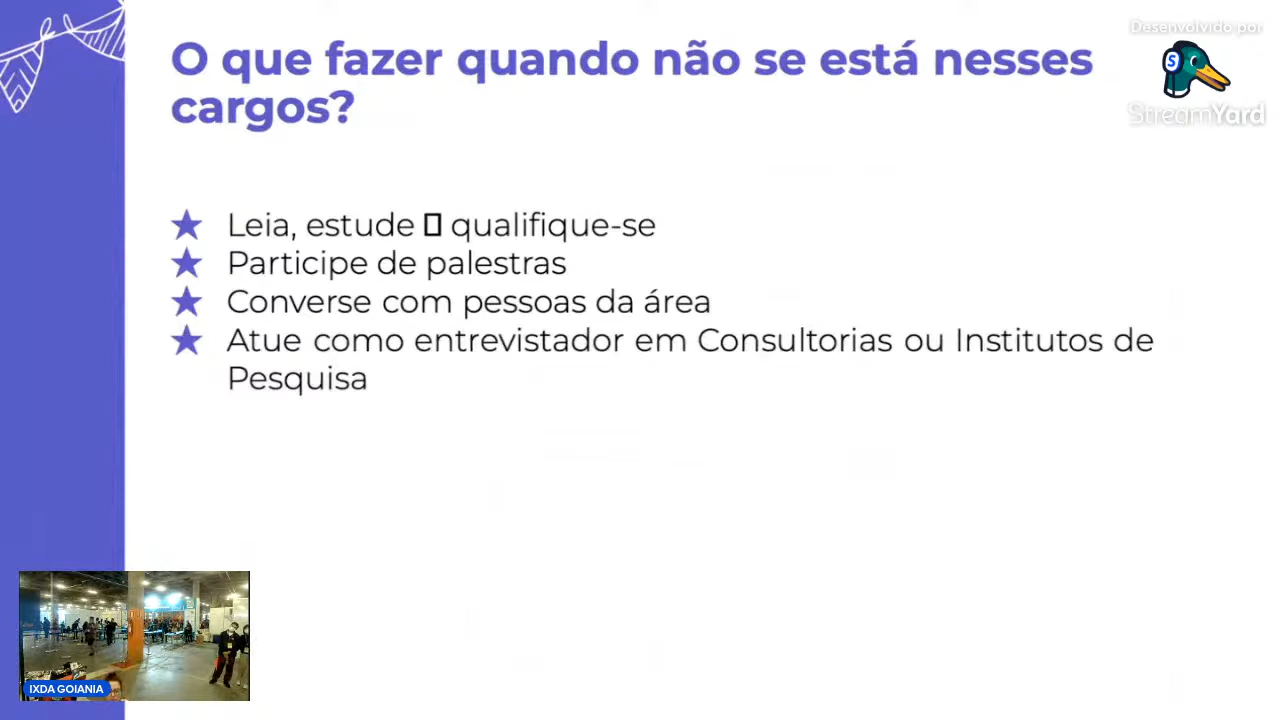 Desenvolvido por
S
StreamYard
O que fazer quando não se está nesses
cargos?
★ Leia, estude ▯ qualifique-se
★ Participe de palestras
★ Converse com pessoas da área
★ Atue como entrevistador em Consultorias ou Institutos de
Pesquisa
IXDA GOIANIA